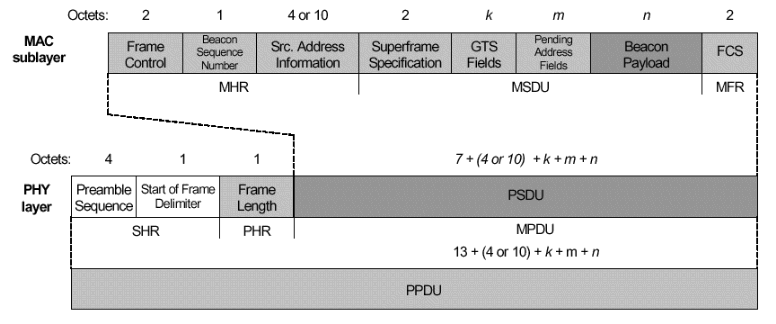 Octets: 2 1 4 or 10 2 k m n 2
MAC sublayer Frame Control Beacon Sequence Number Src. Address Information Superframe Specification GTS Fields Pending Address Fields Beacon Payload FCS
MHR MSDU MFR
Octets: 4 1 1 7 + (4 or 10) + k + m + n
PHY layer Preamble Sequence Start of Frame Delimiter Frame Length PSDU
SHR PHR MPDU
13 + (4 or 10) + k + m + n
PPDU